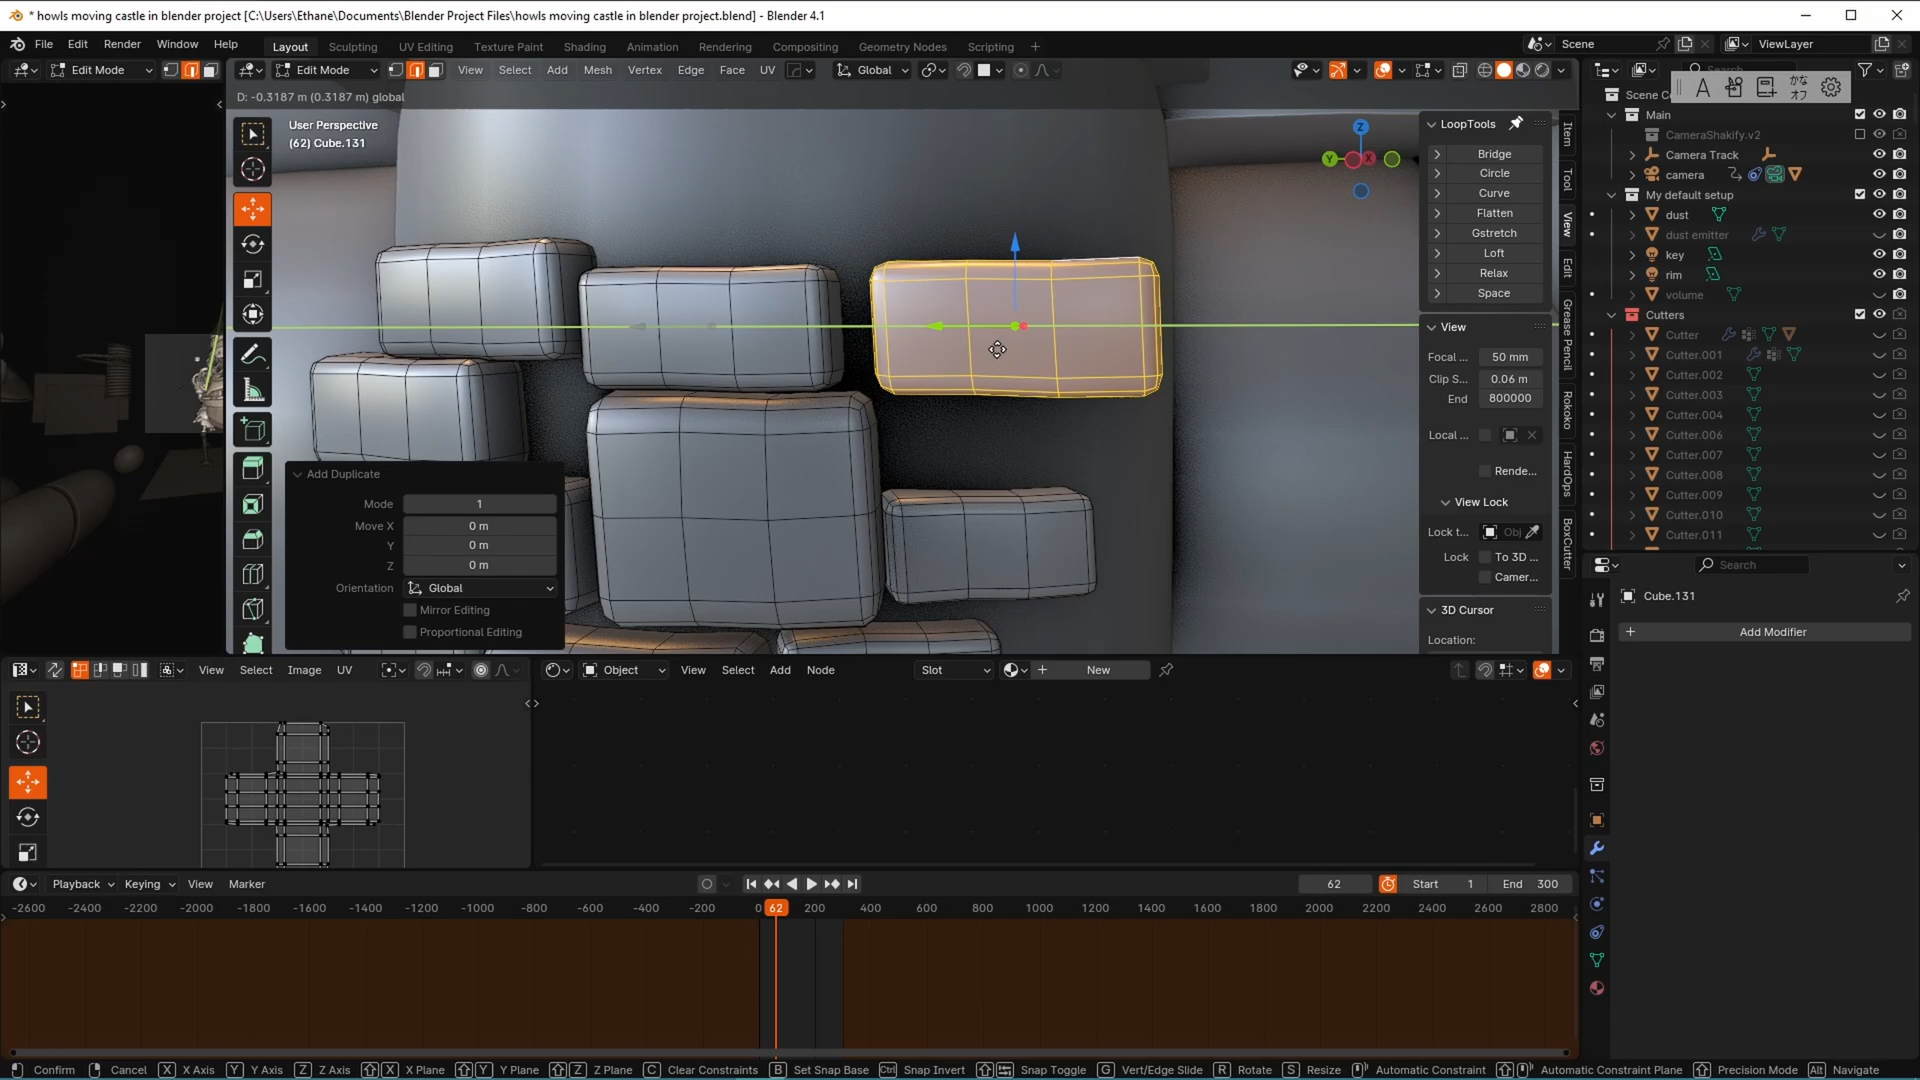 * howls moving castle in blender project [C:\Users\Ethane\Documents\Blender Project Files\howls moving castle in blender project.blend] - Blender 4.1
File Edit Render Window Help Layout Sculpting UV Editing Texture Paint Shading Animation Rendering Compositing Geometry Nodes Scripting + Scene ViewLayer
Edit Mode Edit Mode View Select Add Mesh Vertex Edge Face UV Global
D: -0.3187 m (0.3187 m) global
User Perspective
(62) Cube.131
Z
Y
X
LoopTools
Bridge
Circle
Curve
Flatten
Gstretch
Loft
Relax
Space
View
Focal ... 50 mm
Clip S... 0.06 m
End 800000
Local ...
Rende...
View Lock
Lock t... Obj
Lock To 3D ...
Camer...
3D Cursor
Location:
Item
Tool
View
Edit
Grease Pencil
Rokoko
HardOps
BoxCutter
Add Duplicate
Mode 1
Move X 0 m
Y 0 m
Z 0 m
Orientation Global
Mirror Editing
Proportional Editing
Search
A かな オフ
Scene C
Main
CameraShakify.v2
Camera Track
camera
My default setup
dust
dust emitter
key
rim
volume
Cutters
Cutter
Cutter.001
Cutter.002
Cutter.003
Cutter.004
Cutter.006
Cutter.007
Cutter.008
Cutter.009
Cutter.010
Cutter.011
Search
Cube.131
+ Add Modifier
View Select Image UV
Object View Select Add Node Slot + New
Playback Keying View Marker 62 Start 1 End 300
-2600 -2400 -2200 -2000 -1800 -1600 -1400 -1200 -1000 -800 -600 -400 -200 0 62 200 400 600 800 1000 1200 1400 1600 1800 2000 2200 2400 2600 2800
Confirm Cancel X X Axis Y Y Axis Z Z Axis X X Plane Y Y Plane Z Z Plane C Clear Constraints B Set Snap Base Ctrl Snap Invert Snap Toggle G Vert/Edge Slide R Rotate S Resize Automatic Constraint Automatic Constraint Plane Precision Mode Alt Navigate